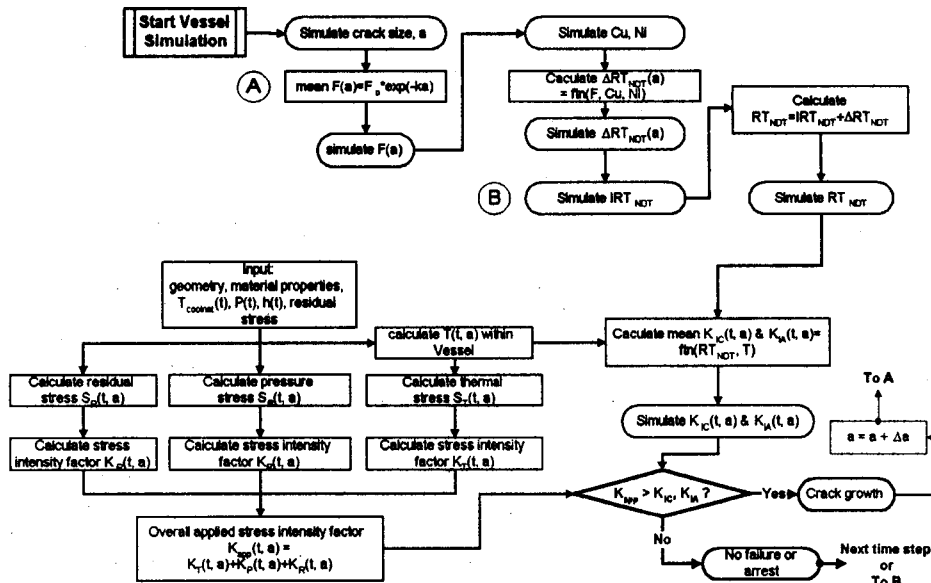 Start Vessel
Simulation
Simulate crack size, a
A
mean F(a)=F_o*exp(-ka)
simulate F(a)
Simulate Cu, Ni
Caculate ΔRT_NDT(a)
= ftn(F, Cu, Ni)
Simulate ΔRT_NDT(a)
B
Simulate IRT_NDT
Calculate
RT_NDT=IRT_NDT+ΔRT_NDT
Simulate RT_NDT
Input:
geometry, material properties,
T_coolant(t), P(t), h(t), residual
stress
calculate T(t, a) within
Vessel
Caculate mean K_IC(t, a) & K_IA(t, a)=
ftn(RT_NDT, T)
Calculate residual
stress S_R(t, a)
Calculate pressure
stress S_P(t, a)
Calculate thermal
stress S_T(t, a)
Simulate K_IC(t, a) & K_IA(t, a)
To A
a = a + Δa
Calculate stress
intensity factor K_R(t, a)
Calculate stress intensity
factor K_P(t, a)
Calculate stress intensity
factor K_T(t, a)
K_app > K_IC, K_IA ?
Yes
Crack growth
No
Overall applied stress intensity factor
K_app(t, a) =
K_T(t, a)+K_P(t, a)+K_R(t, a)
No failure or
arrest
Next time step
or
To B